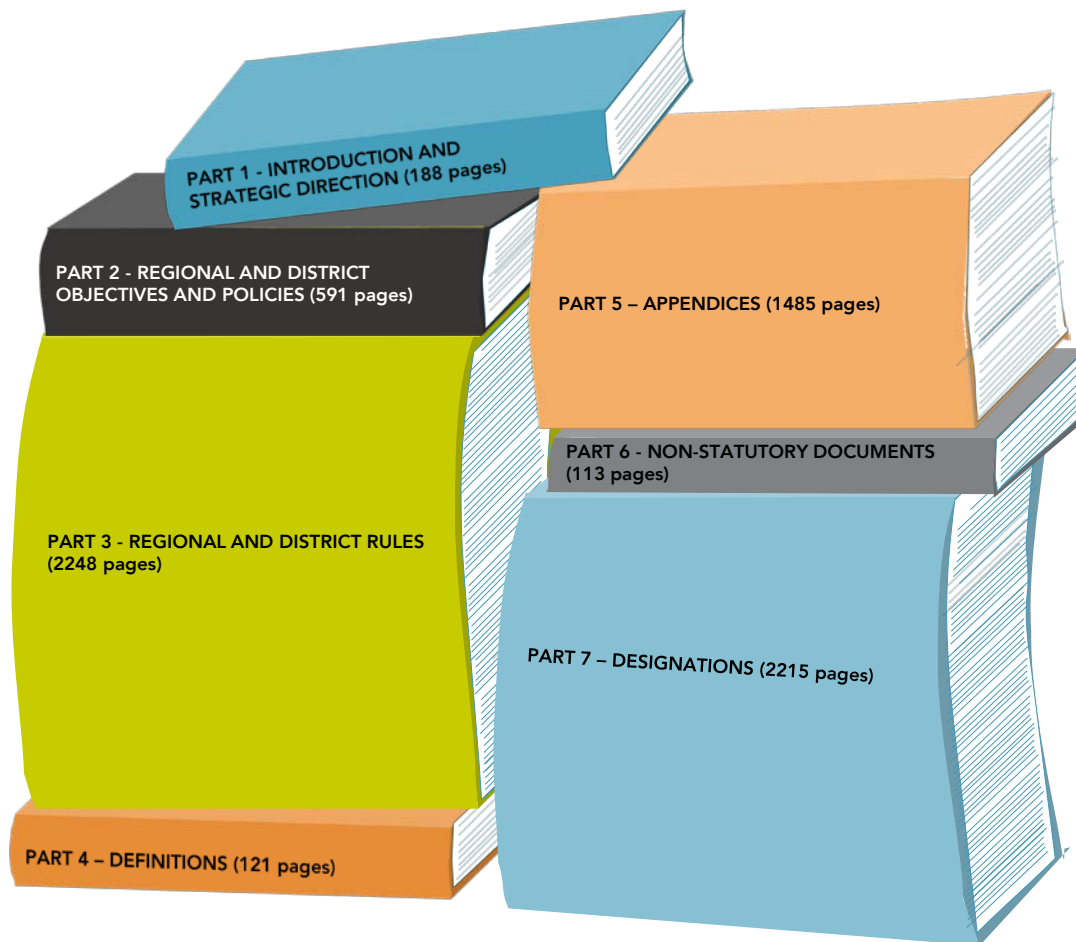 PART 1 - INTRODUCTION AND
STRATEGIC DIRECTION (188 pages)
PART 2 - REGIONAL AND DISTRICT
OBJECTIVES AND POLICIES (591 pages)
PART 3 - REGIONAL AND DISTRICT RULES
(2248 pages)
PART 4 – DEFINITIONS (121 pages)
PART 5 – APPENDICES (1485 pages)
PART 6 - NON-STATUTORY DOCUMENTS
(113 pages)
PART 7 – DESIGNATIONS (2215 pages)